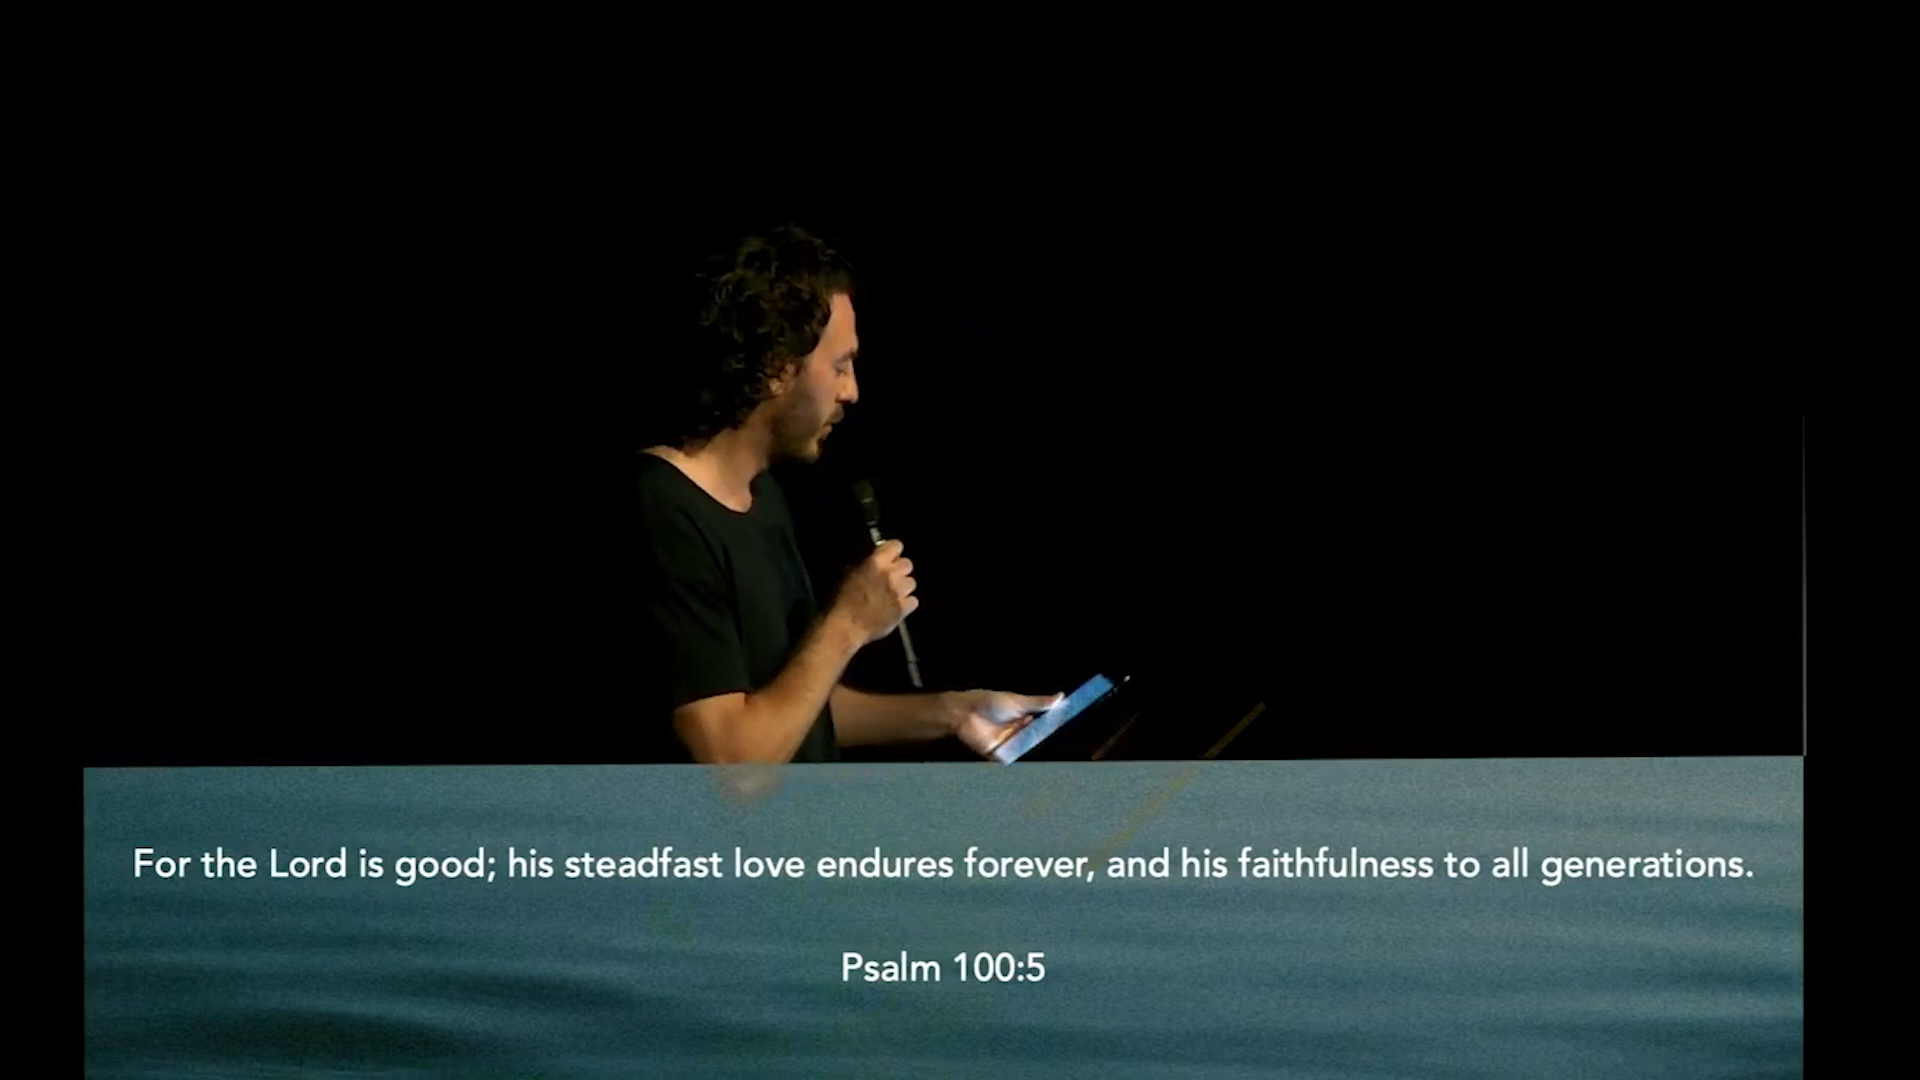 For the Lord is good; his steadfast love endures forever, and his faithfulness to all generations.
Psalm 100:5